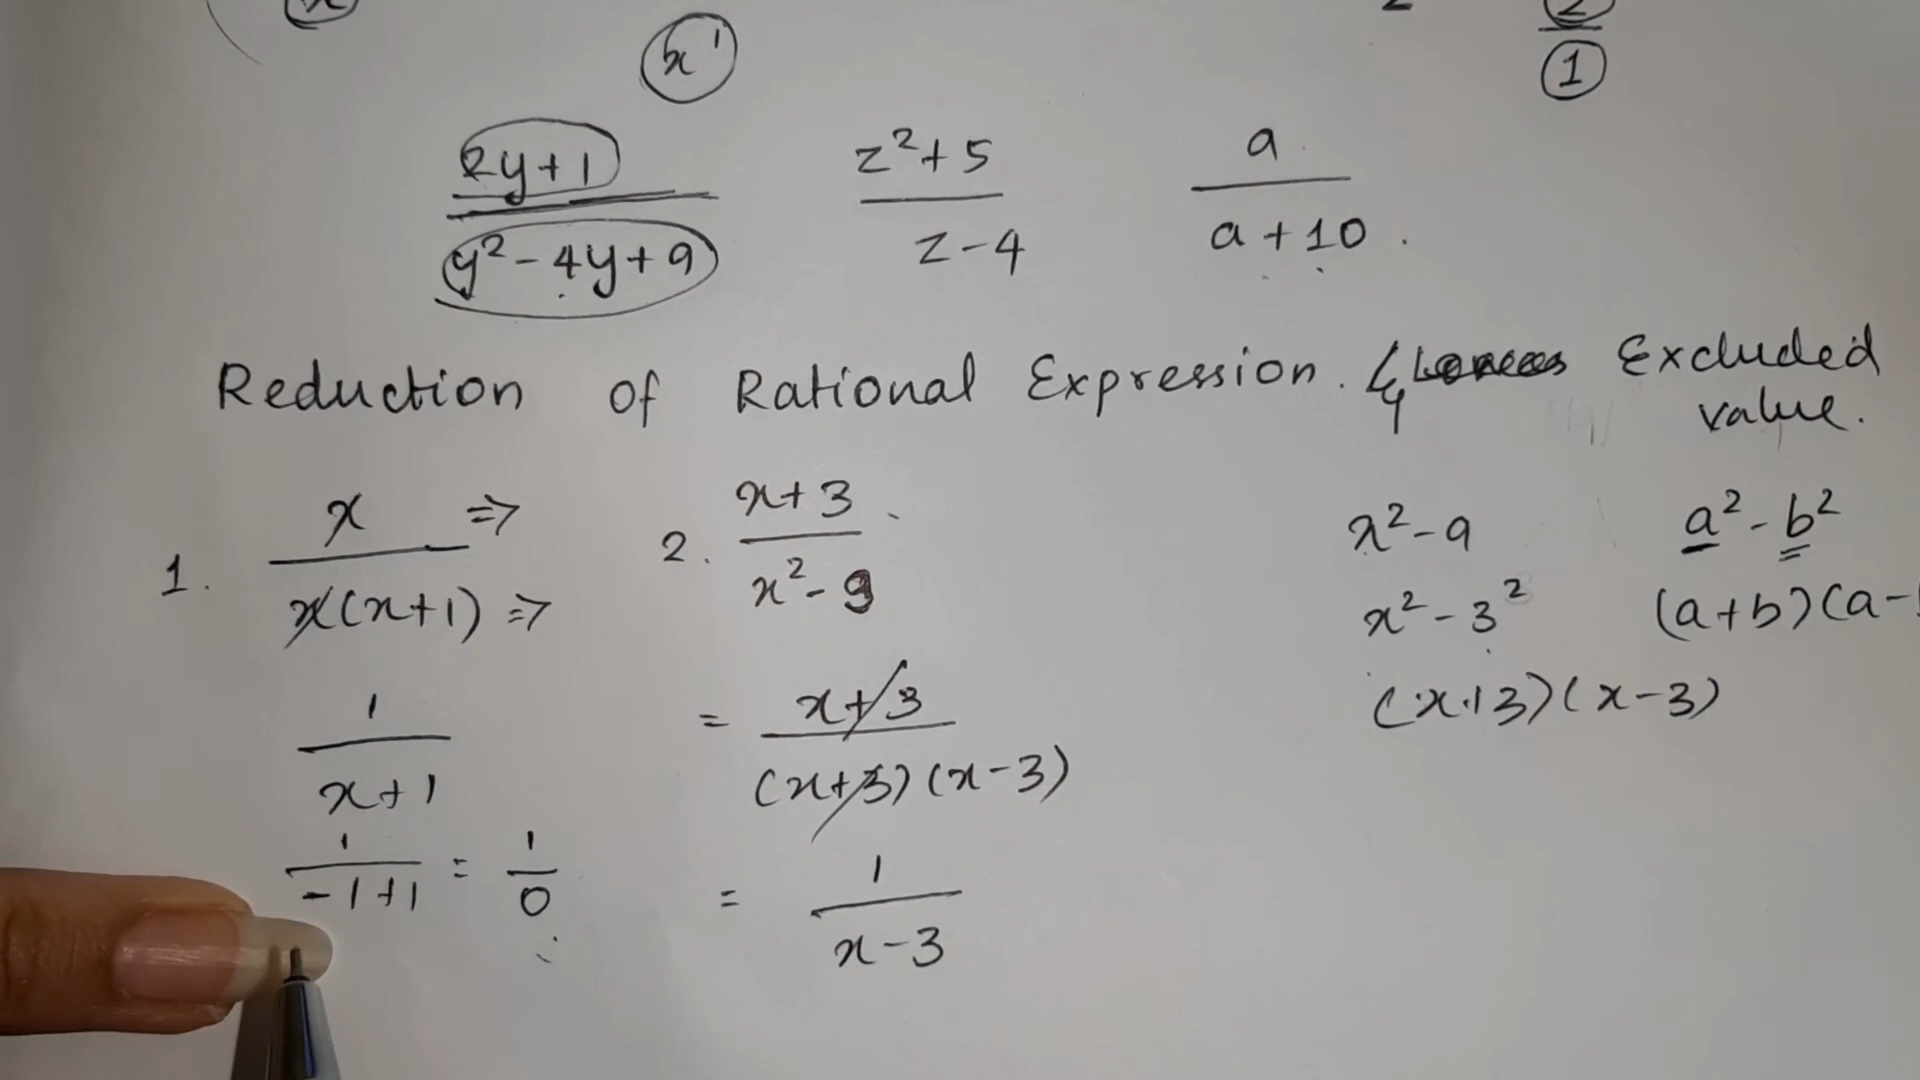 x¹
2
1
2y+1 / y²-4y+9    z²+5 / z-4    a / a+10
Reduction of Rational Expression. & Excluded value.
1. x / x(x+1) ⇒ ⇒    2. x+3 / x²-9    x²-9    a²-b²
x²-3²    (a+b)(a-
1 / x+1    = x+3 / (x+3)(x-3)    (x+3)(x-3)
1 / -1+1 = 1 / 0    = 1 / x-3